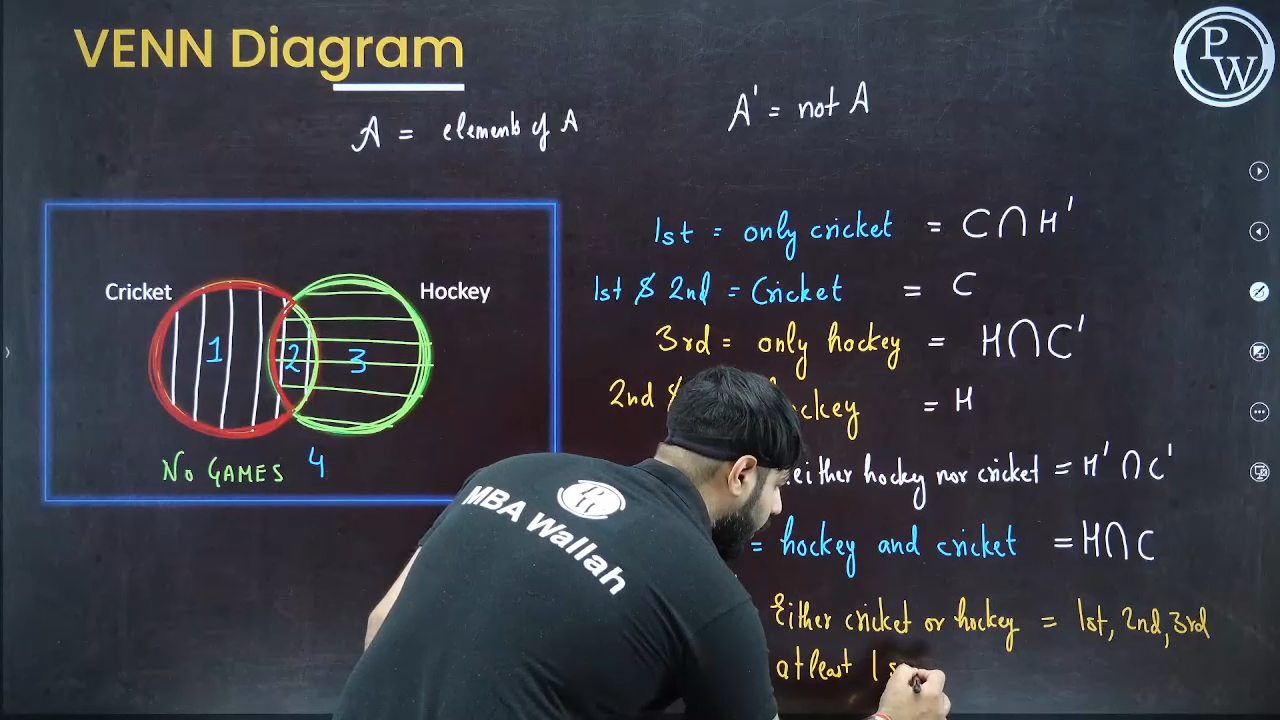 VENN Diagram
PW
A = elements of A
A' = not A
Cricket
Hockey
1
2
3
4
NO GAMES
1st = only cricket = C ∩ H'
1st & 2nd = Cricket = C
3rd = only hockey = H ∩ C'
2nd = H
either hockey nor cricket = H' ∩ C'
= hockey and cricket = H ∩ C
Either cricket or hockey = 1st, 2nd, 3rd
atleast 1 s
MBA Wallah